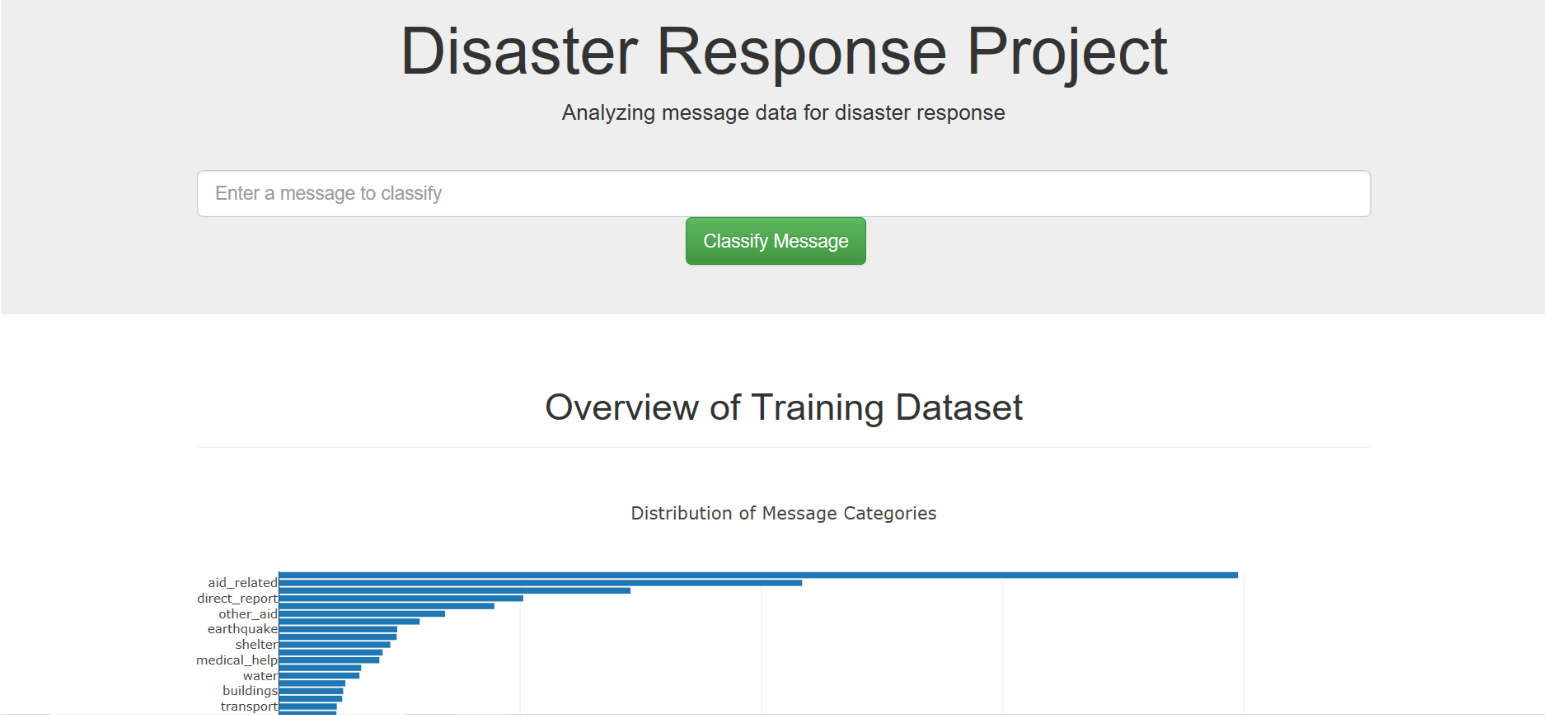 Disaster Response Project
Analyzing message data for disaster response
Enter a message to classify
Classify Message
Overview of Training Dataset
Distribution of Message Categories
aid_related
direct_report
other_aid
earthquake
shelter
medical_help
water
buildings
transport